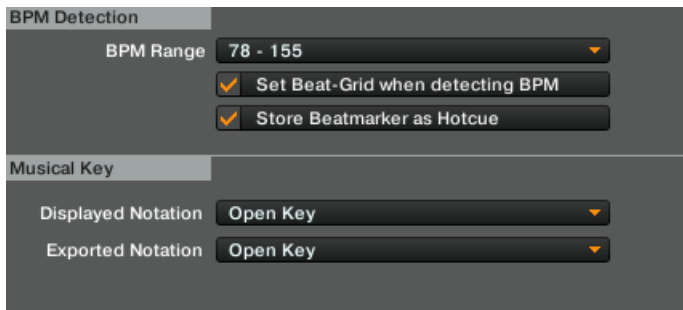 BPM Detection
BPM Range 78 - 155
Set Beat-Grid when detecting BPM
Store Beatmarker as Hotcue
Musical Key
Displayed Notation Open Key
Exported Notation Open Key